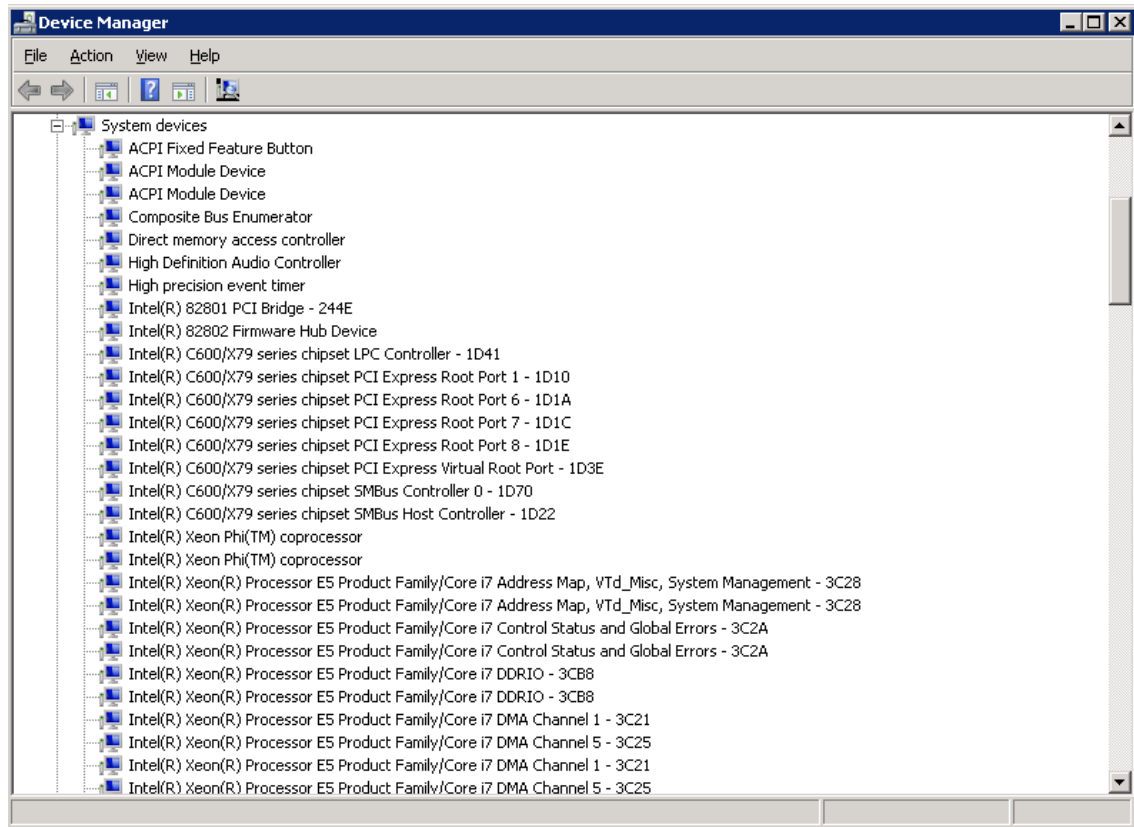 Device Manager
File Action View Help
System devices
ACPI Fixed Feature Button
ACPI Module Device
ACPI Module Device
Composite Bus Enumerator
Direct memory access controller
High Definition Audio Controller
High precision event timer
Intel(R) 82801 PCI Bridge - 244E
Intel(R) 82802 Firmware Hub Device
Intel(R) C600/X79 series chipset LPC Controller - 1D41
Intel(R) C600/X79 series chipset PCI Express Root Port 1 - 1D10
Intel(R) C600/X79 series chipset PCI Express Root Port 6 - 1D1A
Intel(R) C600/X79 series chipset PCI Express Root Port 7 - 1D1C
Intel(R) C600/X79 series chipset PCI Express Root Port 8 - 1D1E
Intel(R) C600/X79 series chipset PCI Express Virtual Root Port - 1D3E
Intel(R) C600/X79 series chipset SMBus Controller 0 - 1D70
Intel(R) C600/X79 series chipset SMBus Host Controller - 1D22
Intel(R) Xeon Phi(TM) coprocessor
Intel(R) Xeon Phi(TM) coprocessor
Intel(R) Xeon(R) Processor E5 Product Family/Core i7 Address Map, VTd_Misc, System Management - 3C28
Intel(R) Xeon(R) Processor E5 Product Family/Core i7 Address Map, VTd_Misc, System Management - 3C28
Intel(R) Xeon(R) Processor E5 Product Family/Core i7 Control Status and Global Errors - 3C2A
Intel(R) Xeon(R) Processor E5 Product Family/Core i7 Control Status and Global Errors - 3C2A
Intel(R) Xeon(R) Processor E5 Product Family/Core i7 DDRIO - 3CB8
Intel(R) Xeon(R) Processor E5 Product Family/Core i7 DDRIO - 3CB8
Intel(R) Xeon(R) Processor E5 Product Family/Core i7 DMA Channel 1 - 3C21
Intel(R) Xeon(R) Processor E5 Product Family/Core i7 DMA Channel 5 - 3C25
Intel(R) Xeon(R) Processor E5 Product Family/Core i7 DMA Channel 1 - 3C21
Intel(R) Xeon(R) Processor E5 Product Family/Core i7 DMA Channel 5 - 3C25